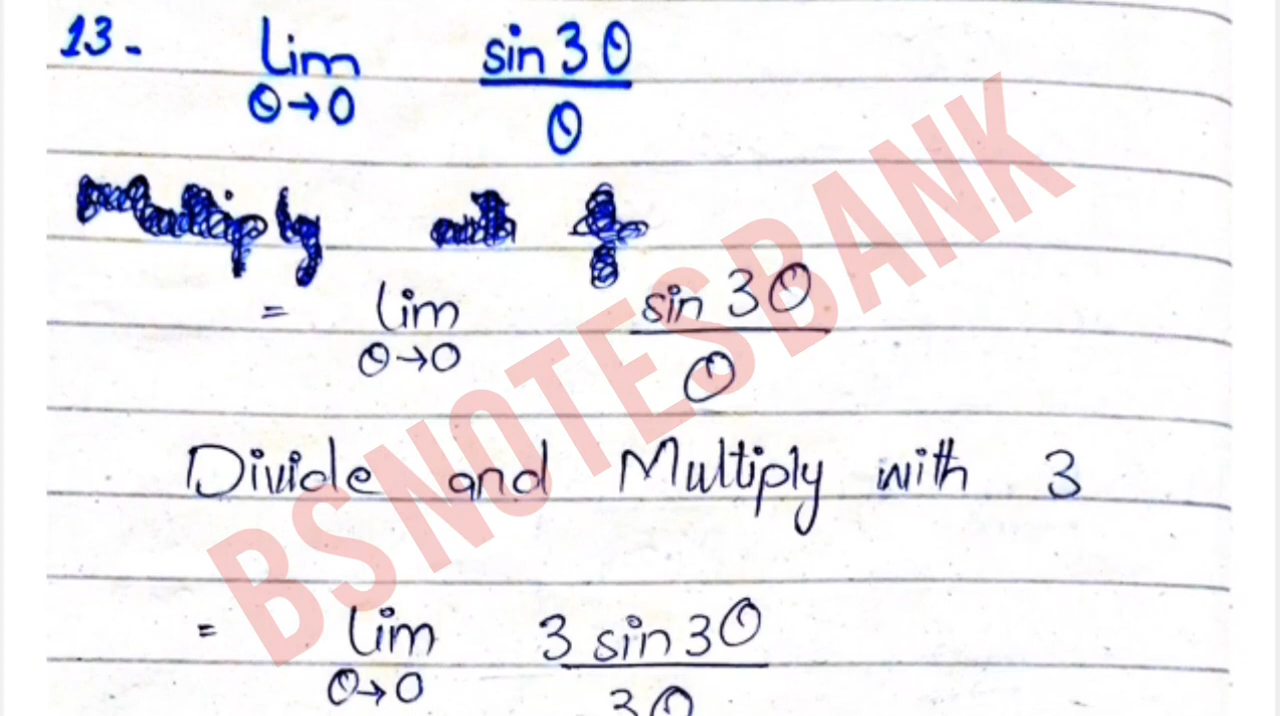 13- Lim sin 3θ
θ→0 θ
= lim sin 3θ
θ→0 θ
Divide and Multiply with 3
= lim 3 sin 3θ
θ→0 3θ
BSNOTESBANK